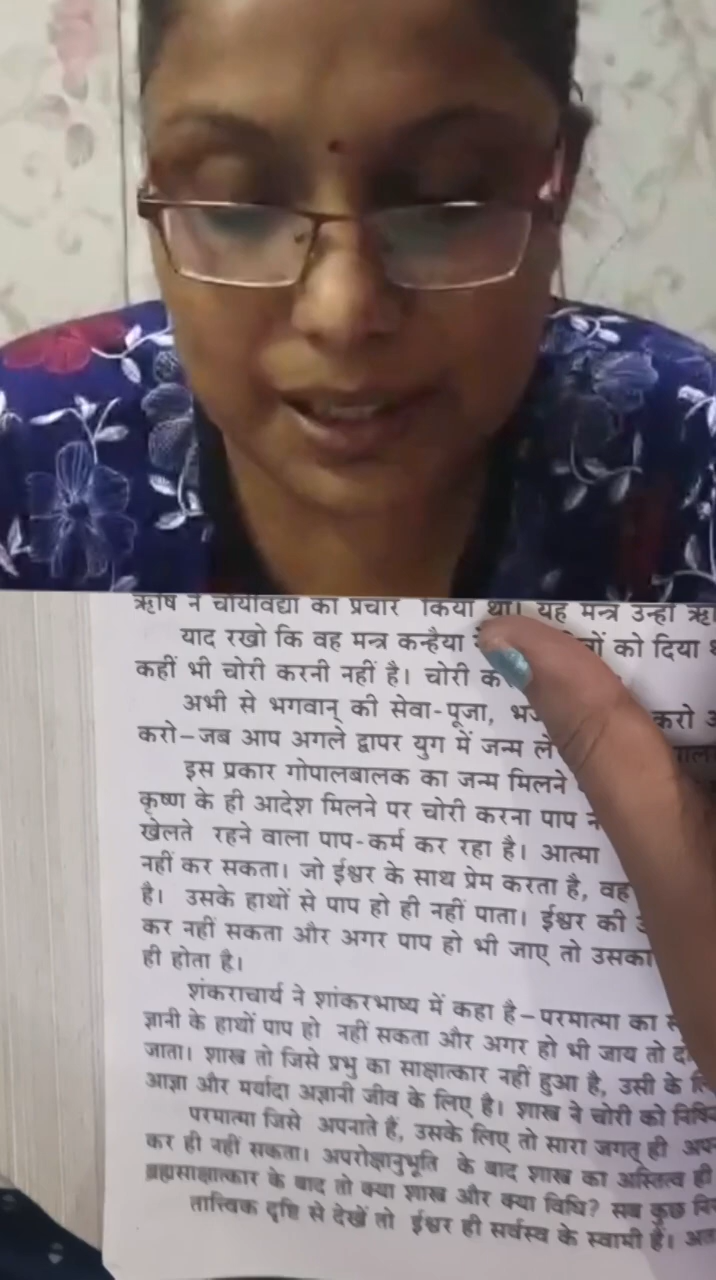 ऋषि ने चौर्यविद्या का प्रचार किया था। यह मन्त्र उन्हीं
याद रखो कि वह मन्त्र कन्हैया को दिया
कहीं भी चोरी करनी नहीं है। चोरी
अभी से भगवान् की सेवा-पूजा, करो
करो–जब आप अगले द्वापर युग में जन्म
इस प्रकार गोपालबालक का जन्म मिलने
कृष्ण के ही आदेश मिलने पर चोरी करना पाप
खेलते रहने वाला पाप-कर्म कर रहा है। आत्मा
नहीं कर सकता। जो ईश्वर के साथ प्रेम करता है, वह
है। उसके हाथों से पाप हो ही नहीं पाता। ईश्वर की
कर नहीं सकता और अगर पाप हो भी जाए तो उसका
ही होता है।
शंकराचार्य ने शांकरभाष्य में कहा है–परमात्मा का
ज्ञानी के हाथों पाप हो नहीं सकता और अगर हो भी जाय तो
जाता। शास्त्र तो जिसे प्रभु का साक्षात्कार नहीं हुआ है, उसी के
आज्ञा और मर्यादा अज्ञानी जीव के लिए है। शास्त्र ने चोरी को
परमात्मा जिसे अपनाते हैं, उसके लिए तो सारा जगत् ही
कर ही नहीं सकता। अपरोक्षानुभूति के बाद शास्त्र का अस्तित्व ही
ब्रह्मसाक्षात्कार के बाद तो क्या शास्त्र और क्या विधि? सब कुछ
तात्त्विक दृष्टि से देखें तो ईश्वर ही सर्वस्व के स्वामी हैं।